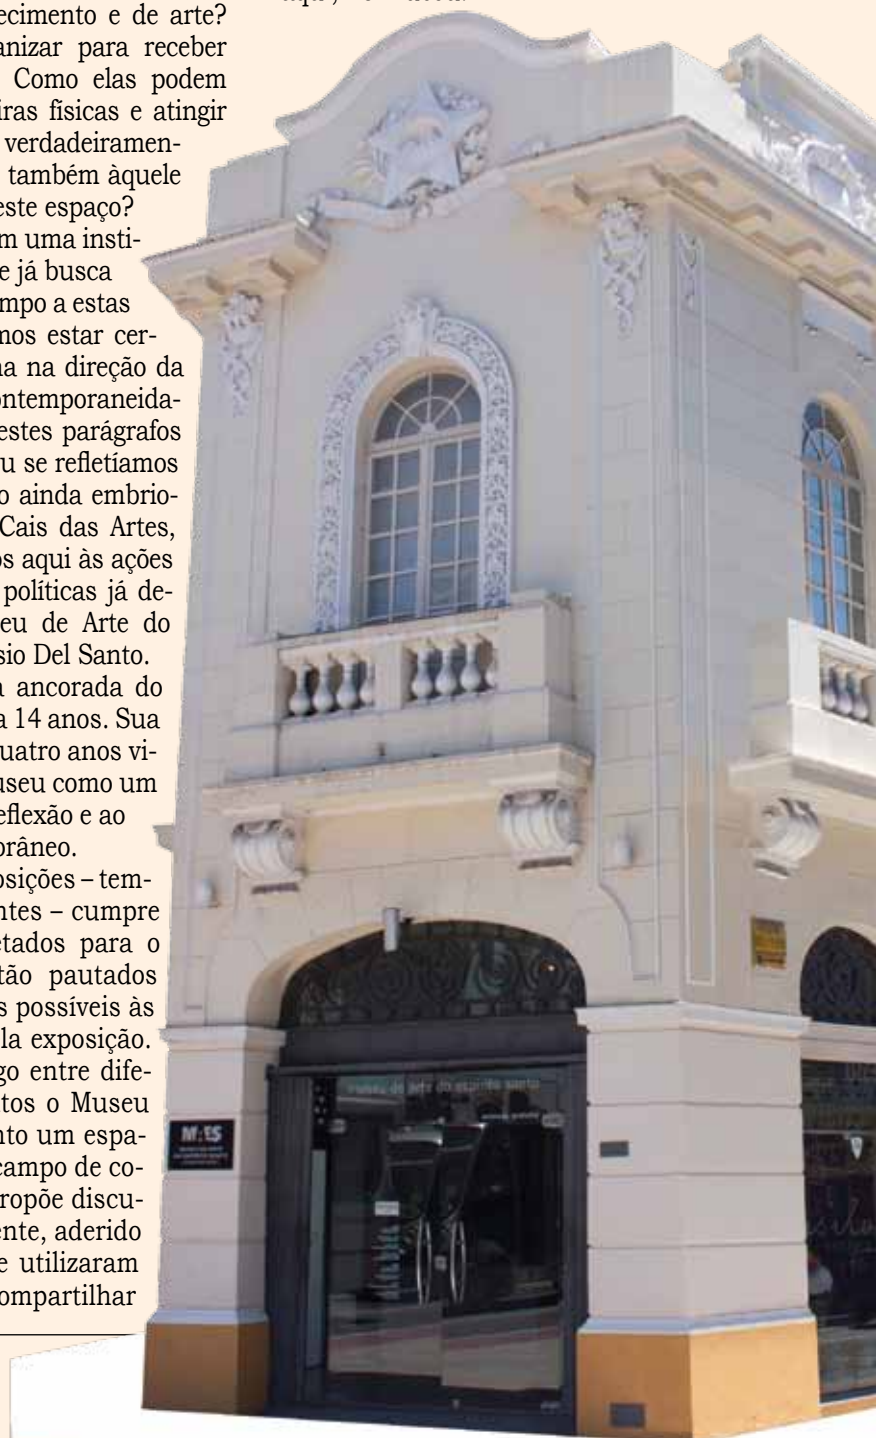 ecimento e de arte?
anizar para receber
Como elas podem
iras físicas e atingir
verdadeiramen-
também àquele
este espaço?
m uma insti-
e já busca
mpo a estas
mos estar cer-
na na direção da
ontemporaneida-
estes parágrafos
u se refletíamos
o ainda embrio-
Cais das Artes,
os aqui às ações
políticas já de-
eu de Arte do
sio Del Santo.
a ancorada do
a 14 anos. Sua
uatro anos vi-
useu como um
eflexão e ao
orâneo.
osições – tem-
ntes – cumpre
etados para o
tão pautados
s possíveis às
la exposição.
go entre dife-
tos o Museu
nto um espa-
campo de co-
ropõe discu-
ente, aderido
e utilizaram
ompartilhar
museu de arte do espírito santo
MAES